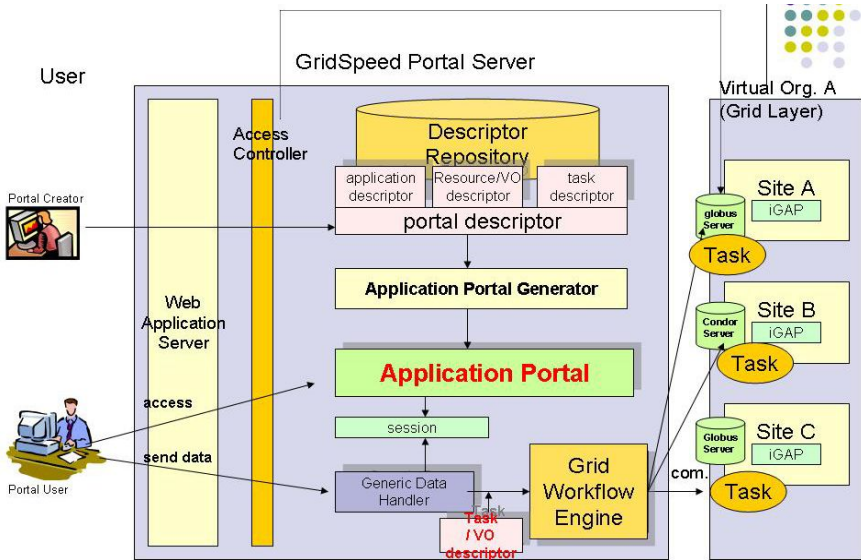 User
GridSpeed Portal Server
Virtual Org. A
(Grid Layer)
Access
Controller
Descriptor
Repository
application
descriptor
Resource/VO
descriptor
task
descriptor
portal descriptor
Portal Creator
Application Portal Generator
Web
Application
Server
Application Portal
access
session
send data
Portal User
Generic Data
Handler
Task
Task
/ VO
descriptor
Grid
Workflow
Engine
com.
Site A
globus
Server
iGAP
Task
Site B
Condor
Server
iGAP
Task
Site C
Globus
Server
iGAP
Task